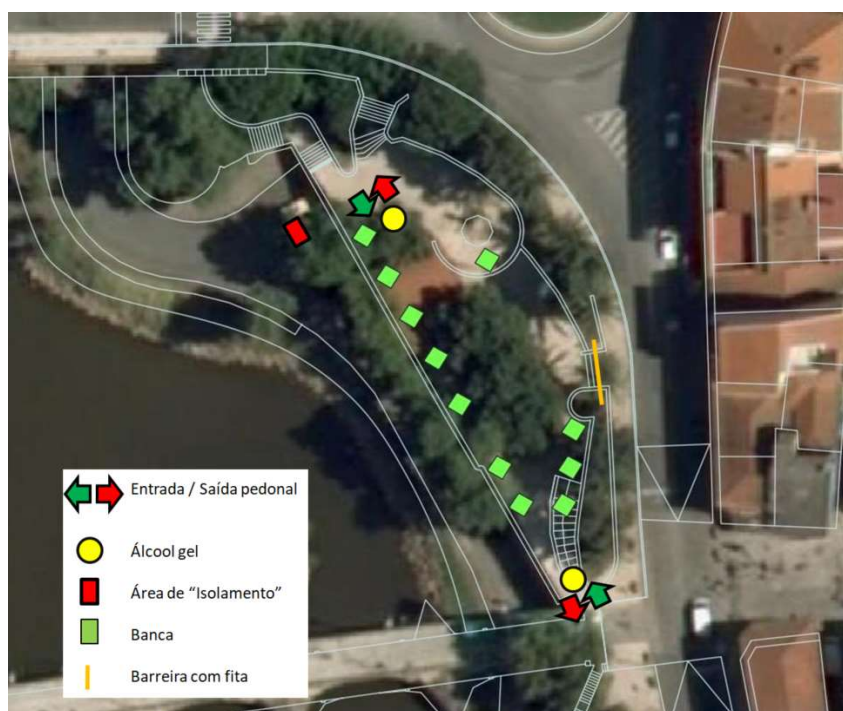 Entrada / Saída pedonal
Álcool gel
Área de “Isolamento”
Banca
Barreira com fita